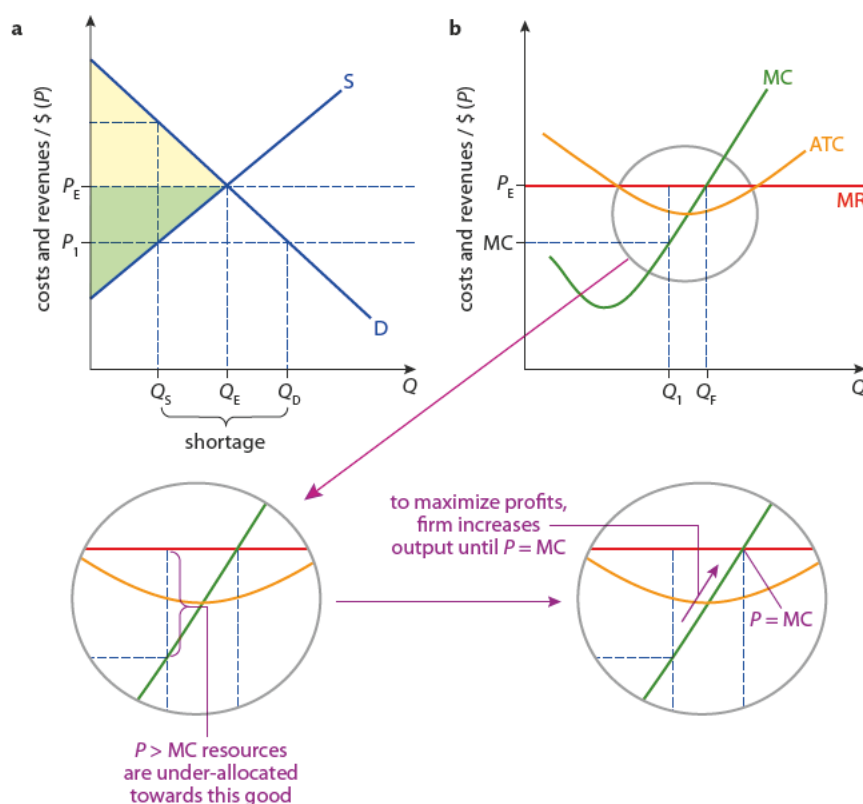 a
costs and revenues / $ (P)
S
P_E
P_1
D
Q_S
Q_E
Q_D
Q
shortage
b
costs and revenues / $ (P)
MC
ATC
P_E
MR
MC
Q_1
Q_F
Q
P > MC resources
are under-allocated
towards this good
to maximize profits,
firm increases
output until P = MC
P = MC